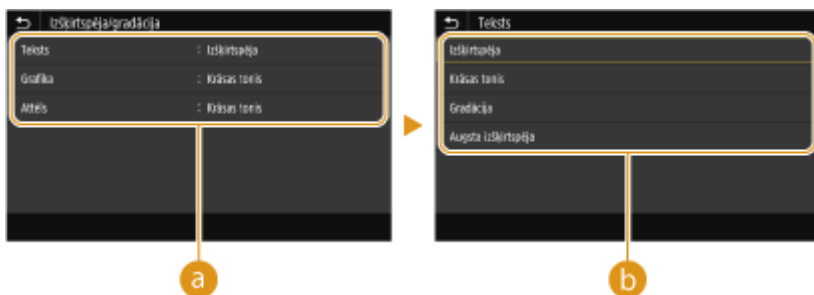 Izšķirtspēja/gradācija
Teksts : Izšķirtspēja
Grafika : Krāsas tonis
Attēls : Krāsas tonis
a
Teksts
Izšķirtspēja
Krāsas tonis
Gradācija
Augsta izšķirtspēja
b